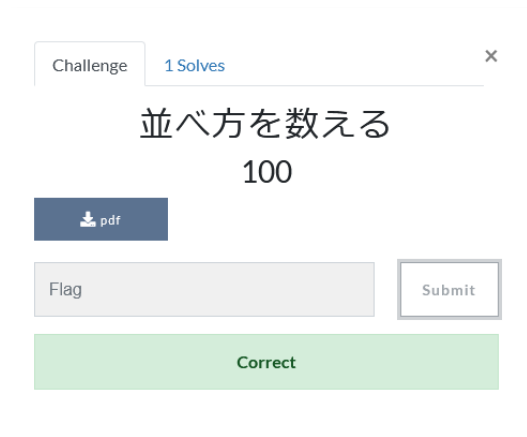 Challenge
1 Solves
×
並べ方を数える
100
pdf
Flag
Submit
Correct